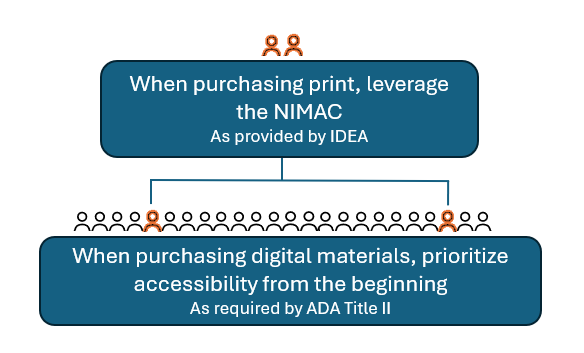 When purchasing print, leverage
the NIMAC
As provided by IDEA
When purchasing digital materials, prioritize
accessibility from the beginning
As required by ADA Title II